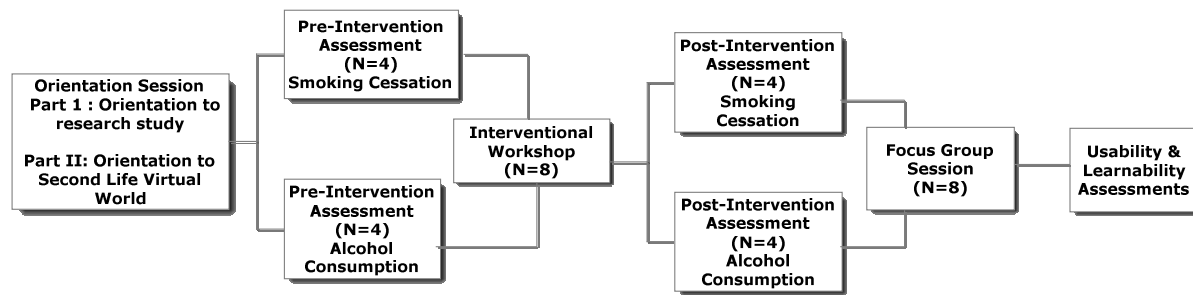 Orientation Session
Part 1 : Orientation to
research study
Part II: Orientation to
Second Life Virtual
World
Pre-Intervention
Assessment
(N=4)
Smoking Cessation
Pre-Intervention
Assessment
(N=4)
Alcohol
Consumption
Interventional
Workshop
(N=8)
Post-Intervention
Assessment
(N=4)
Smoking
Cessation
Post-Intervention
Assessment
(N=4)
Alcohol
Consumption
Focus Group
Session
(N=8)
Usability &
Learnability
Assessments